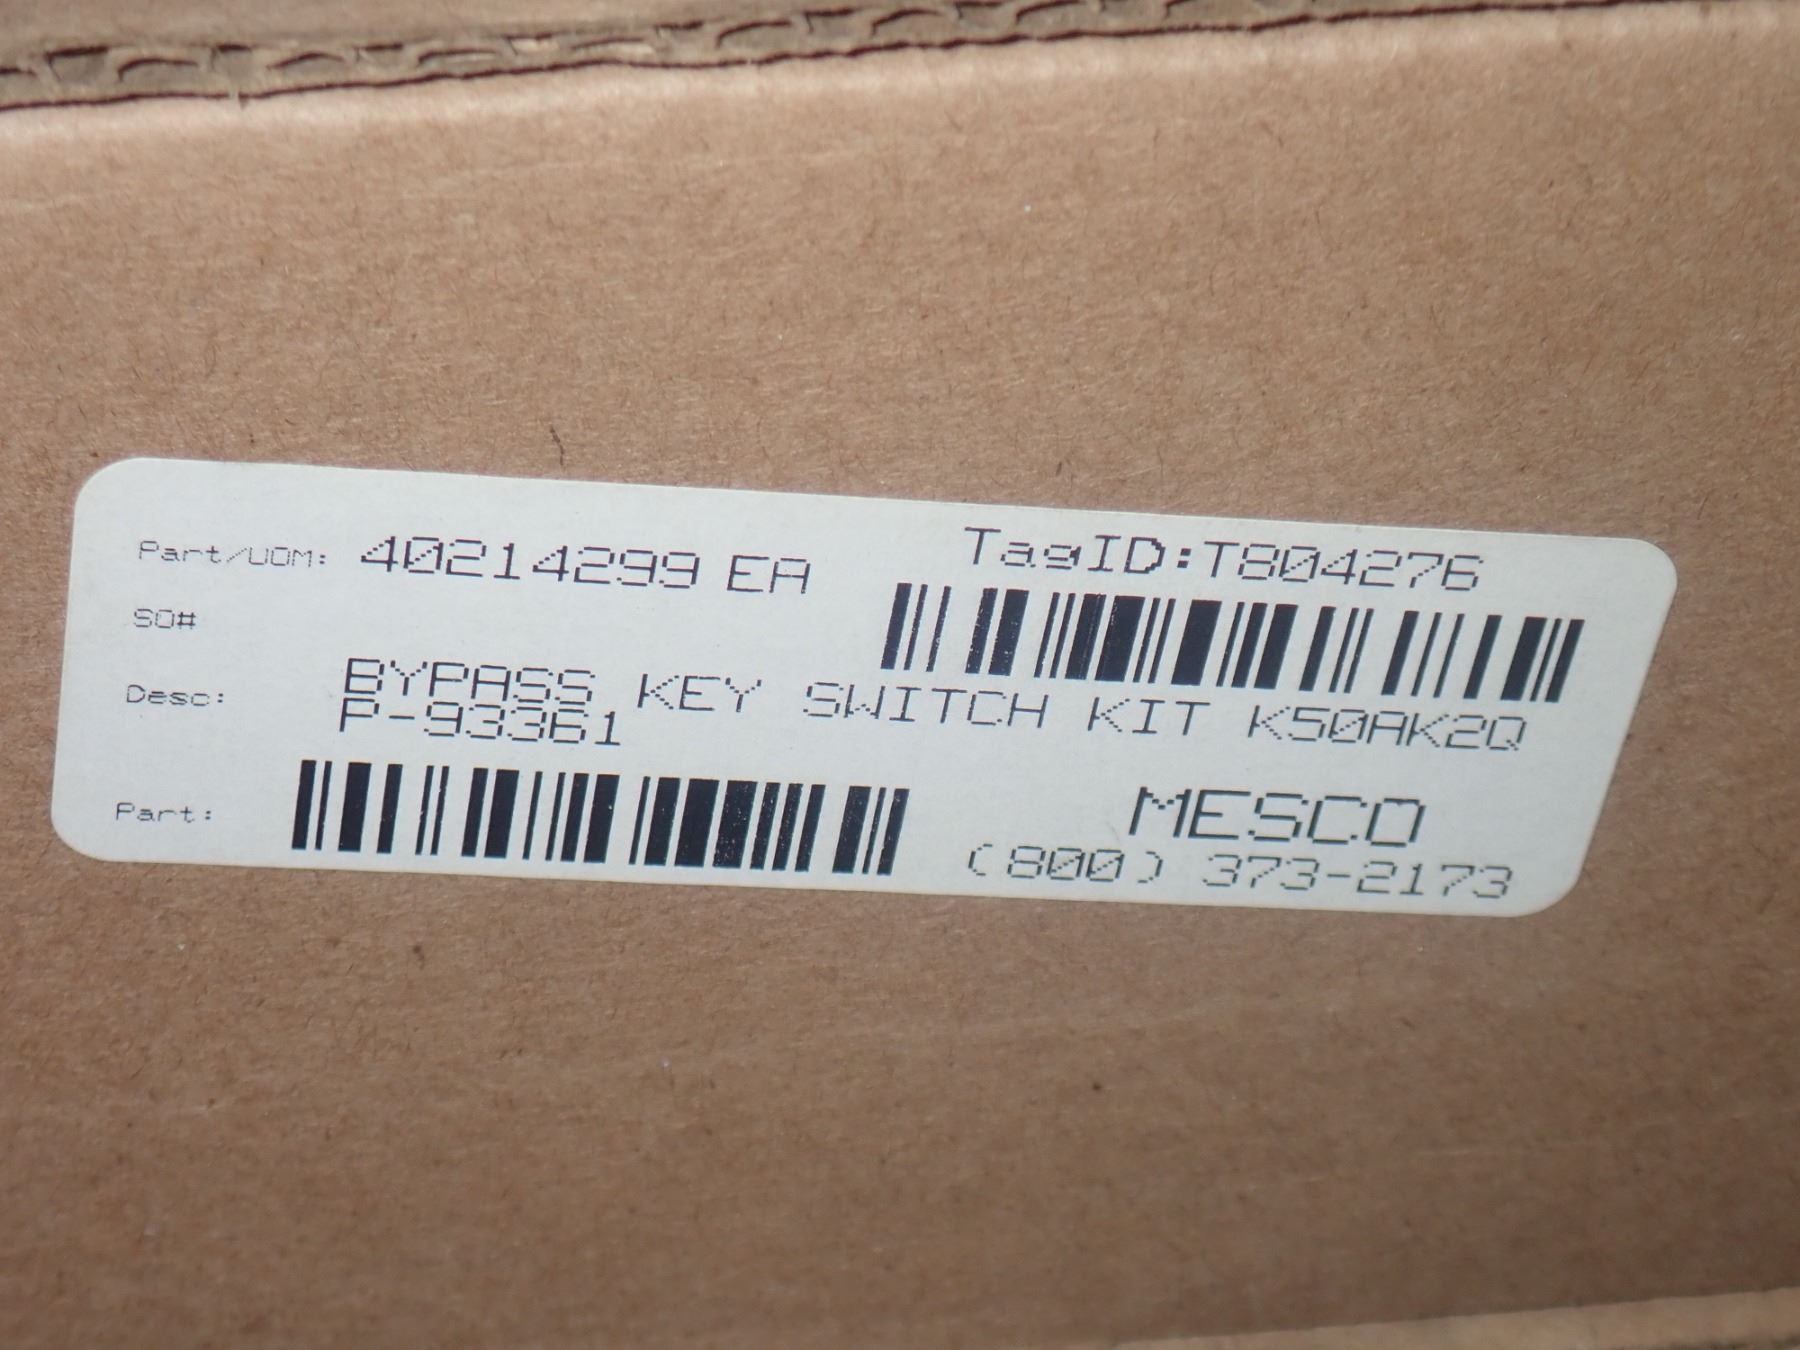 Part/UOM: 40214299 EA
TagID:T804276
SO#
Desc: BYPASS KEY SWITCH KIT K50AK2Q
P-93361
Part:
MESCO
(800) 373-2173